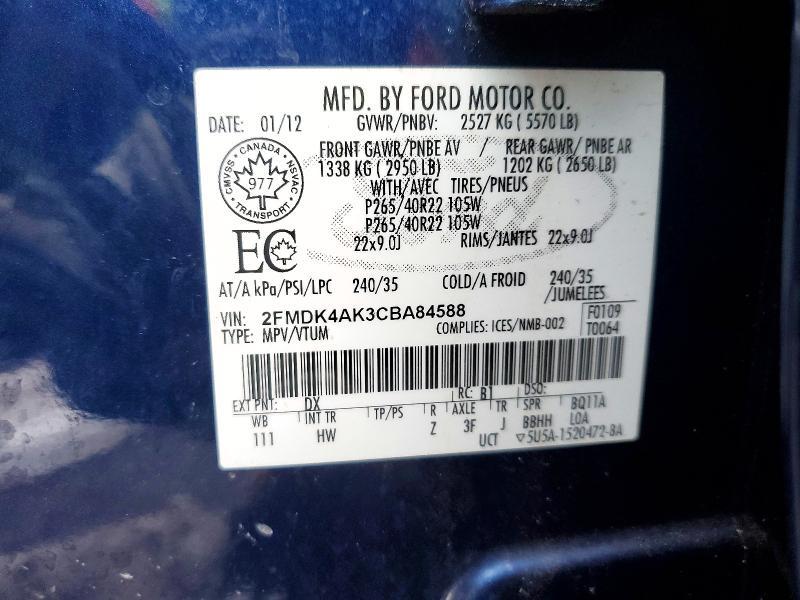 MFD. BY FORD MOTOR CO.
DATE: 01/12 GVWR/PNBV: 2527 KG ( 5570 LB)
FRONT GAWR/PNBE AV / REAR GAWR/ PNBE AR
1338 KG ( 2950 LB) 1202 KG ( 2650 LB)
WITH/AVEC TIRES/PNEUS
P265/40R22 105W
P265/40R22 105W
22x9.0J RIMS/JANTES 22x9.0J
CMVSS • CANADA • NSVAC
977
• TRANSPORT •
EC
AT/A kPa/PSI/LPC 240/35 COLD/A FROID 240/35
/JUMELEES
VIN: 2FMDK4AK3CBA84588 F0109
TYPE: MPV/VTUM COMPLIES: ICES/NMB-002 T0064
EXT PNT: DX RC: B1 DSO:
WB INT TR TP/PS R AXLE TR SPR BQ11A
111 HW Z 3F J BBHH LOA
UCT ▽5U5A-1520472-BA